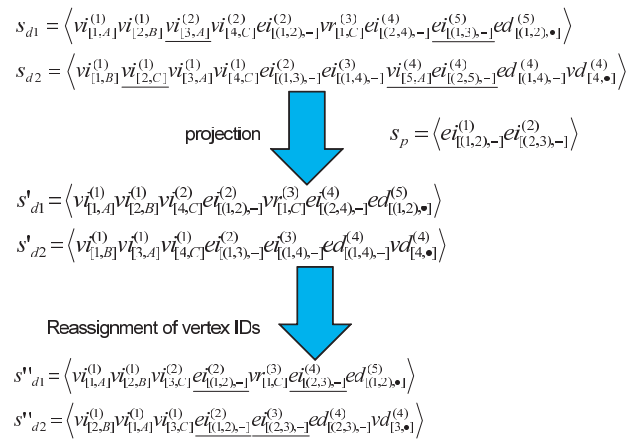 s_{d1} = ⟨vi^{(1)}_{[1,A]} vi^{(1)}_{[2,B]} vi^{(2)}_{[3,A]} vi^{(2)}_{[4,C]} ei^{(2)}_{[(1,2),–]} vr^{(3)}_{[1,C]} ei^{(4)}_{[(2,4),–]} ei^{(5)}_{[(1,3),–]} ed^{(5)}_{[(1,2),•]}⟩
s_{d2} = ⟨vi^{(1)}_{[1,B]} vi^{(1)}_{[2,C]} vi^{(1)}_{[3,A]} vi^{(1)}_{[4,C]} ei^{(2)}_{[(1,3),–]} ei^{(3)}_{[(1,4),–]} vi^{(4)}_{[5,A]} ei^{(4)}_{[(2,5),–]} ed^{(4)}_{[(1,4),–]} vd^{(4)}_{[4,•]}⟩
projection s_p = ⟨ei^{(1)}_{[(1,2),–]} ei^{(2)}_{[(2,3),–]}⟩
s'_{d1} = ⟨vi^{(1)}_{[1,A]} vi^{(1)}_{[2,B]} vi^{(2)}_{[4,C]} ei^{(2)}_{[(1,2),–]} vr^{(3)}_{[1,C]} ei^{(4)}_{[(2,4),–]} ed^{(5)}_{[(1,2),•]}⟩
s'_{d2} = ⟨vi^{(1)}_{[1,B]} vi^{(1)}_{[3,A]} vi^{(1)}_{[4,C]} ei^{(2)}_{[(1,3),–]} ei^{(3)}_{[(1,4),–]} ed^{(4)}_{[(1,4),–]} vd^{(4)}_{[4,•]}⟩
Reassignment of vertex IDs
s''_{d1} = ⟨vi^{(1)}_{[1,A]} vi^{(1)}_{[2,B]} vi^{(2)}_{[3,C]} ei^{(2)}_{[(1,2),–]} vr^{(3)}_{[1,C]} ei^{(4)}_{[(2,3),–]} ed^{(5)}_{[(1,2),•]}⟩
s''_{d2} = ⟨vi^{(1)}_{[2,B]} vi^{(1)}_{[1,A]} vi^{(1)}_{[3,C]} ei^{(2)}_{[(1,2),–]} ei^{(3)}_{[(2,3),–]} ed^{(4)}_{[(2,3),–]} vd^{(4)}_{[3,•]}⟩